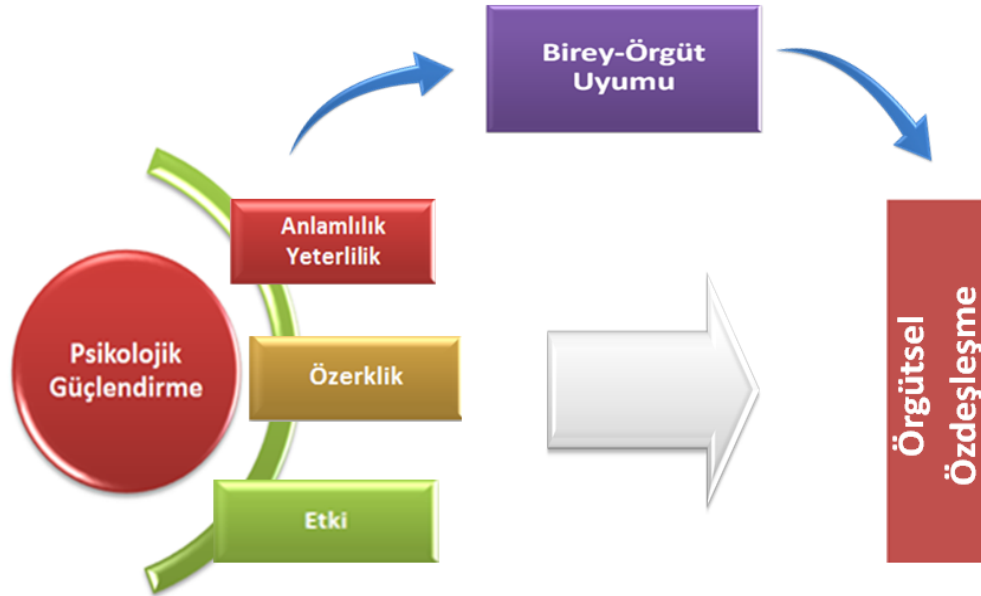 Birey-Örgüt
Uyumu
Anlamlılık
Yeterlilik
Psikolojik
Güçlendirme
Özerklik
Etki
Örgütsel
Özdeşleşme